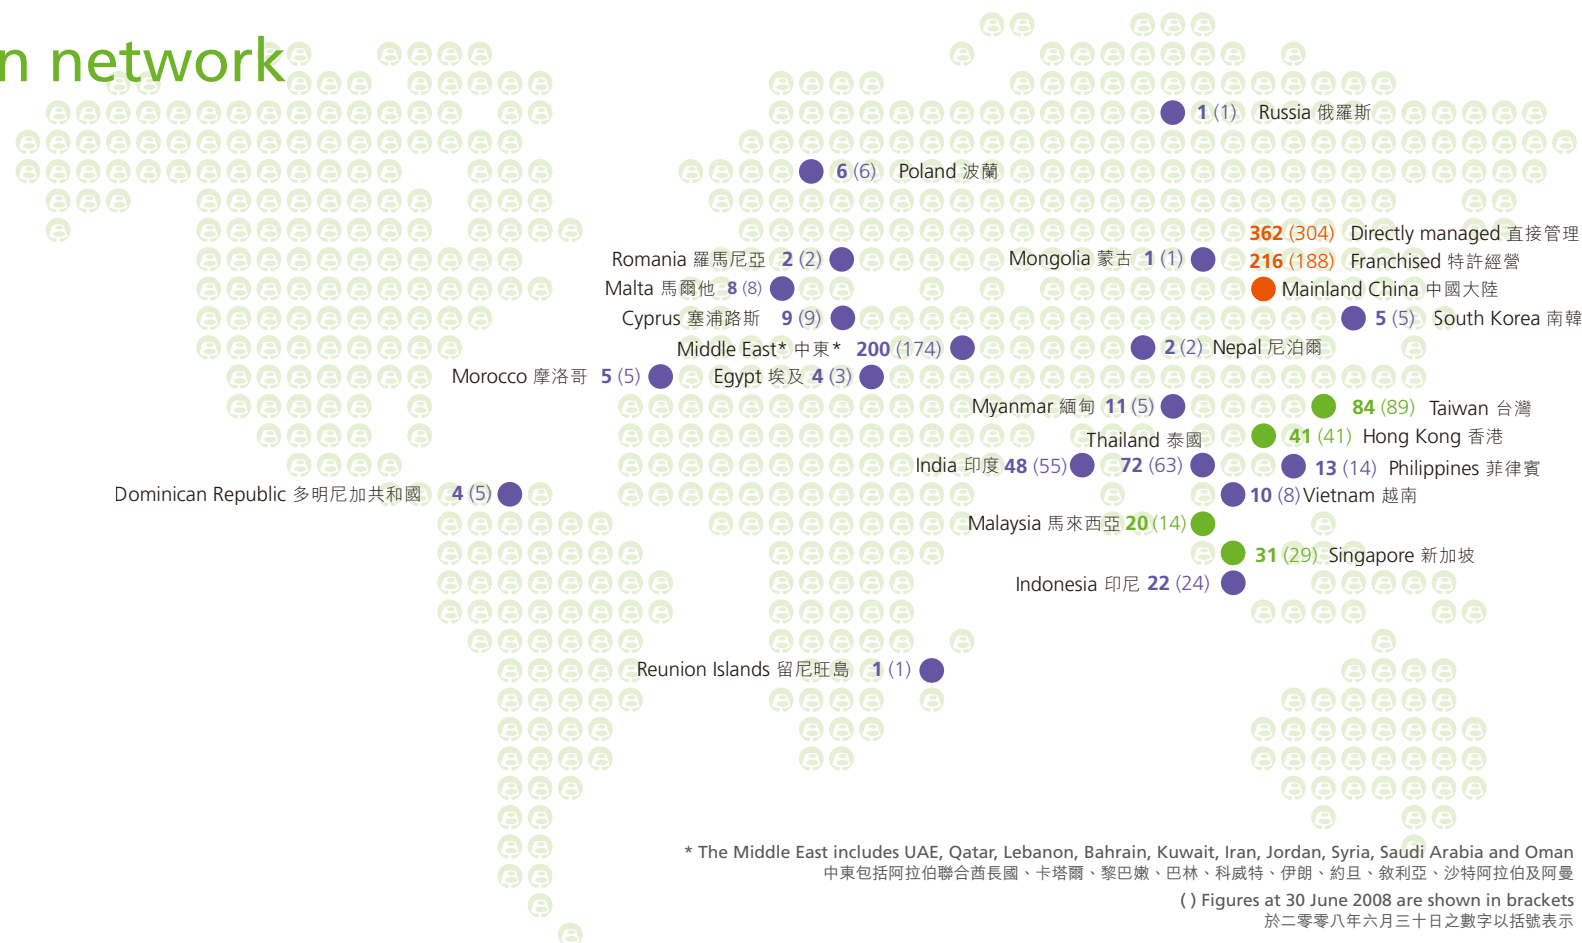 n network
1 (1) Russia 俄羅斯
6 (6) Poland 波蘭
362 (304) Directly managed 直接管理
Romania 羅馬尼亞 2 (2)
Mongolia 蒙古 1 (1)
216 (188) Franchised 特許經營
Malta 馬爾他 8 (8)
Mainland China 中國大陸
Cyprus 塞浦路斯 9 (9)
5 (5) South Korea 南韓
Middle East* 中東* 200 (174)
2 (2) Nepal 尼泊爾
Morocco 摩洛哥 5 (5)
Egypt 埃及 4 (3)
Myanmar 緬甸 11 (5)
84 (89) Taiwan 台灣
Thailand 泰國
72 (63)
41 (41) Hong Kong 香港
India 印度 48 (55)
13 (14) Philippines 菲律賓
Dominican Republic 多明尼加共和國 4 (5)
10 (8) Vietnam 越南
Malaysia 馬來西亞 20 (14)
31 (29) Singapore 新加坡
Indonesia 印尼 22 (24)
Reunion Islands 留尼旺島 1 (1)
* The Middle East includes UAE, Qatar, Lebanon, Bahrain, Kuwait, Iran, Jordan, Syria, Saudi Arabia and Oman
中東包括阿拉伯聯合酋長國、卡塔爾、黎巴嫩、巴林、科威特、伊朗、約旦、敘利亞、沙特阿拉伯及阿曼
( ) Figures at 30 June 2008 are shown in brackets
於二零零八年六月三十日之數字以括號表示